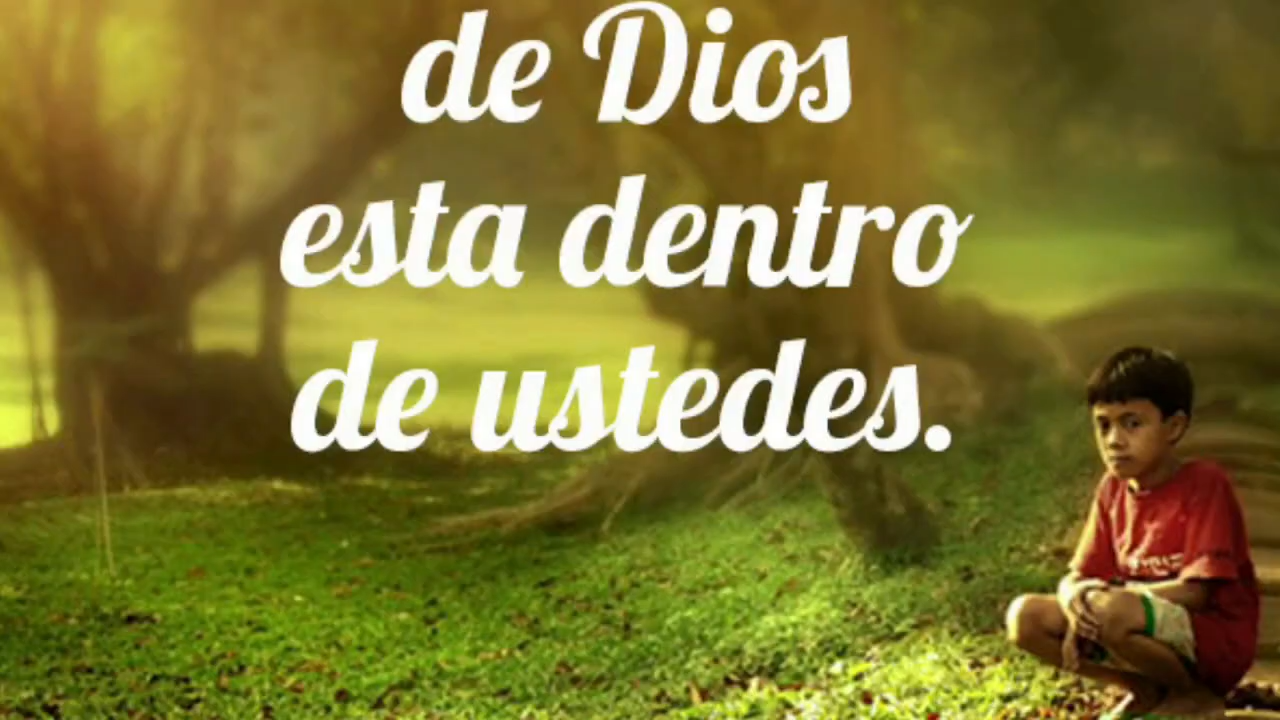 de Dios
esta dentro
de ustedes.